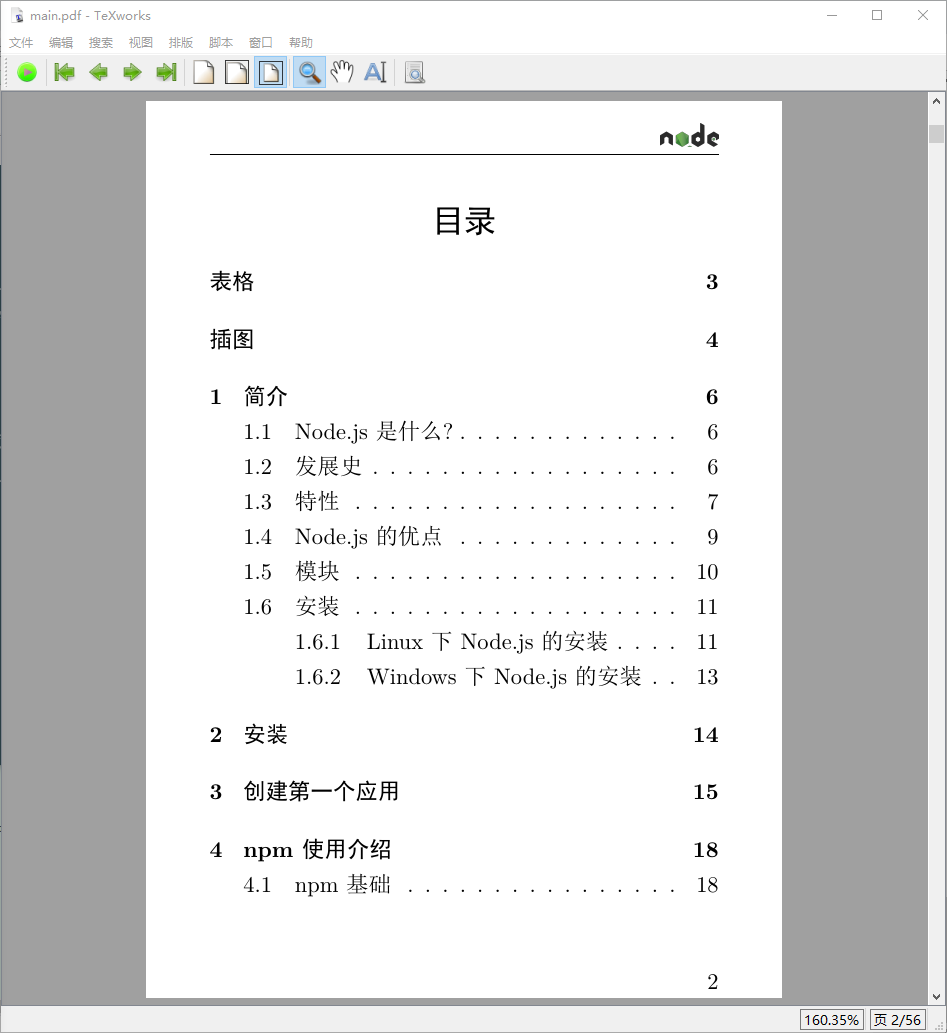 main.pdf - TeXworks
文件 编辑 搜索 视图 排版 脚本 窗口 帮助
node
目录
表格 3
插图 4
1 简介 6
1.1 Node.js 是什么? . . . . . . . . . . . . . 6
1.2 发展史 . . . . . . . . . . . . . . . . . . 6
1.3 特性 . . . . . . . . . . . . . . . . . . . 7
1.4 Node.js 的优点 . . . . . . . . . . . . . 9
1.5 模块 . . . . . . . . . . . . . . . . . . . 10
1.6 安装 . . . . . . . . . . . . . . . . . . . 11
1.6.1 Linux 下 Node.js 的安装 . . . . 11
1.6.2 Windows 下 Node.js 的安装 . . 13
2 安装 14
3 创建第一个应用 15
4 npm 使用介绍 18
4.1 npm 基础 . . . . . . . . . . . . . . . . 18
2
160.35% 页 2/56